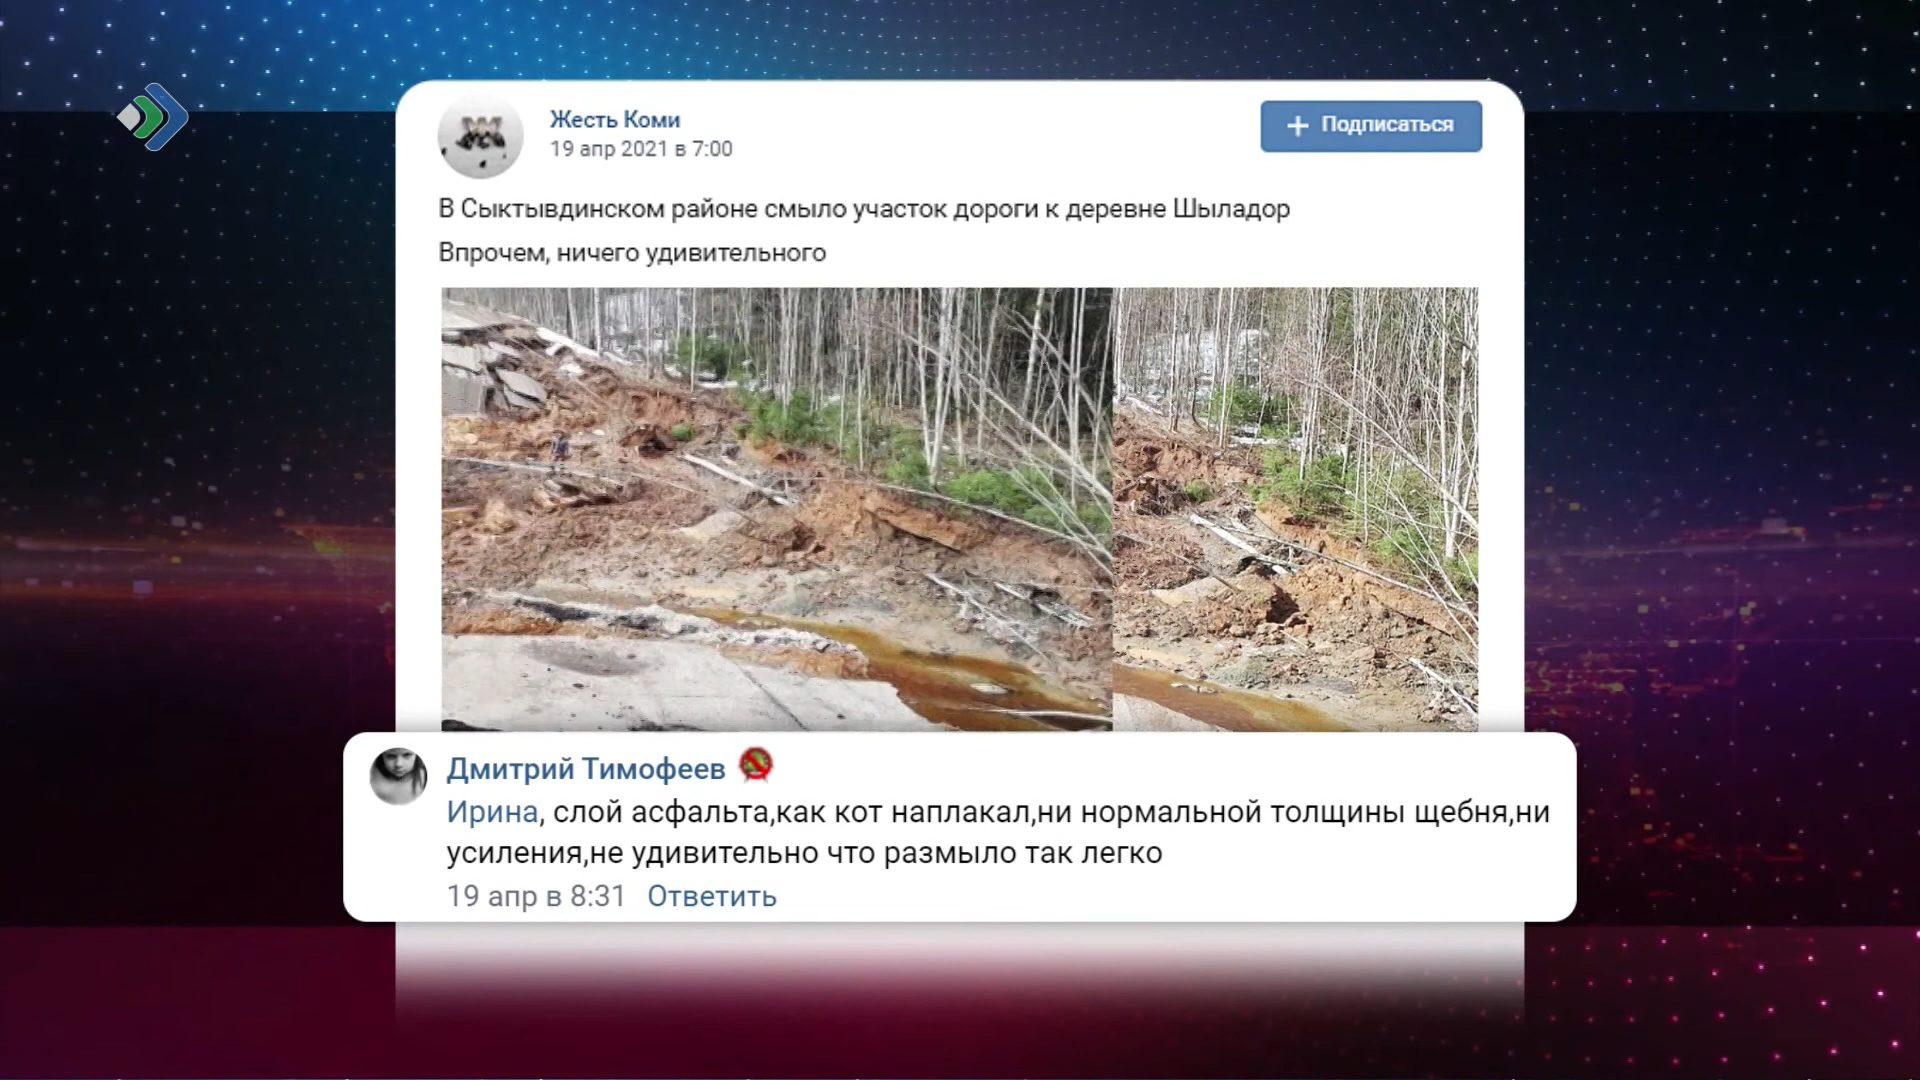 Жесть Коми
19 апр 2021 в 7:00
+ Подписаться
В Сыктывдинском районе смыло участок дороги к деревне Шыладор
Впрочем, ничего удивительного
Дмитрий Тимофеев
Ирина, слой асфальта,как кот наплакал,ни нормальной толщины щебня,ни
усиления,не удивительно что размыло так легко
19 апр в 8:31 Ответить